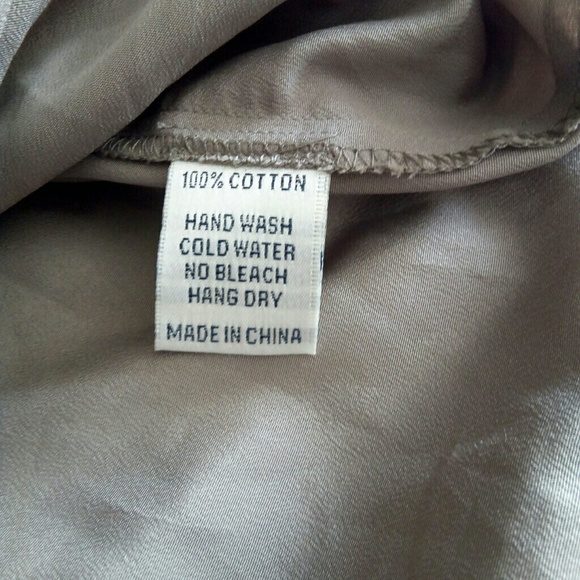 100% COTTON
HAND WASH
COLD WATER
NO BLEACH
HANG DRY
MADE IN CHINA